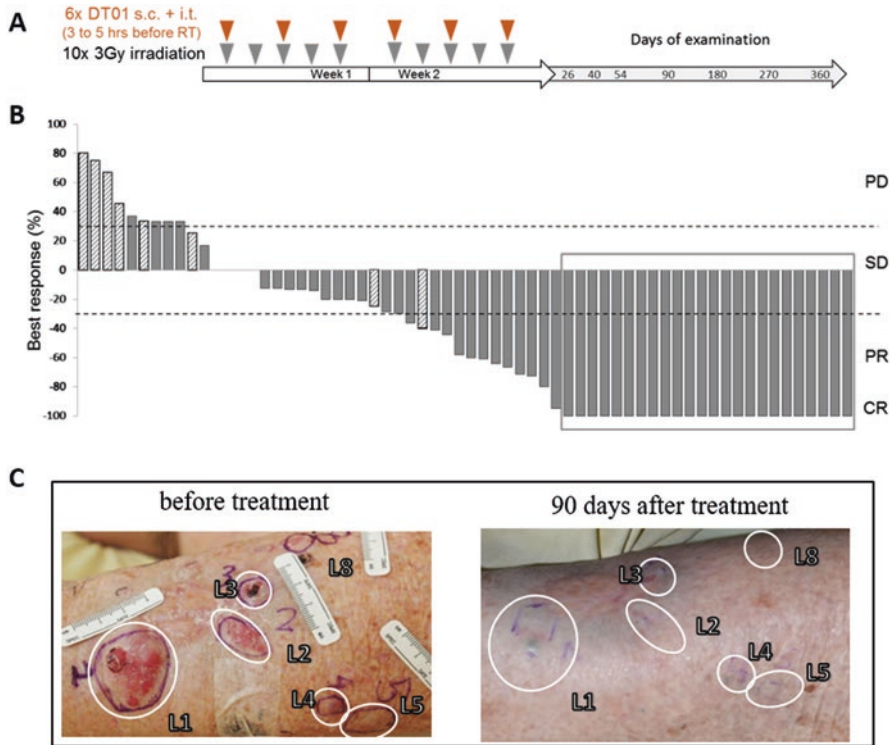 A
6x DT01 s.c. + i.t.
(3 to 5 hrs before RT)
10x 3Gy irradiation
Week 1
Week 2
Days of examination
26 40 54 90 180 270 360
B
Best response (%)
100
80
60
40
20
0
-20
-40
-60
-80
-100
PD
SD
PR
CR
C
before treatment
90 days after treatment
L3
L8
L2
L1
L4
L5
2
L8
L3
L2
L4
L5
L1